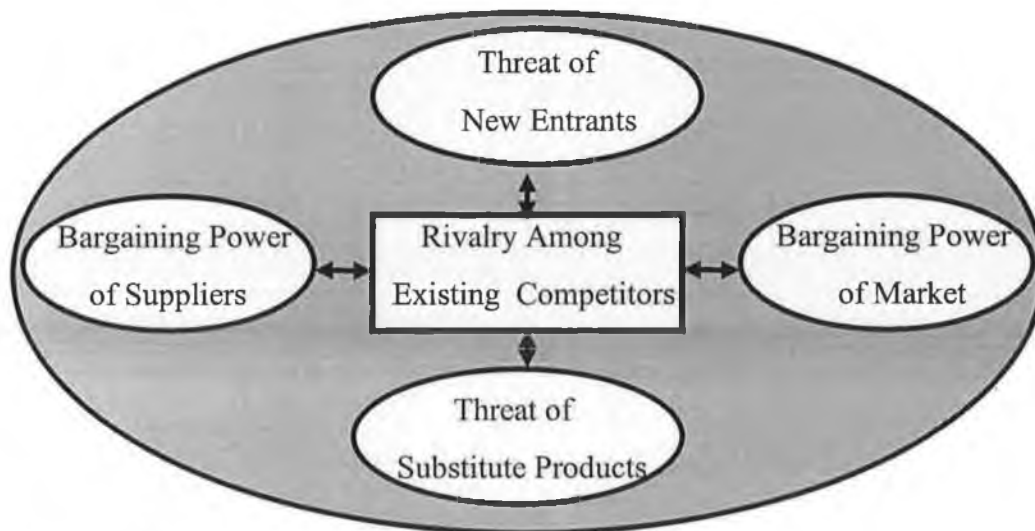 Threat of
New Entrants
Bargaining Power
of Suppliers
Rivalry Among
Existing Competitors
Bargaining Power
of Market
Threat of
Substitute Products